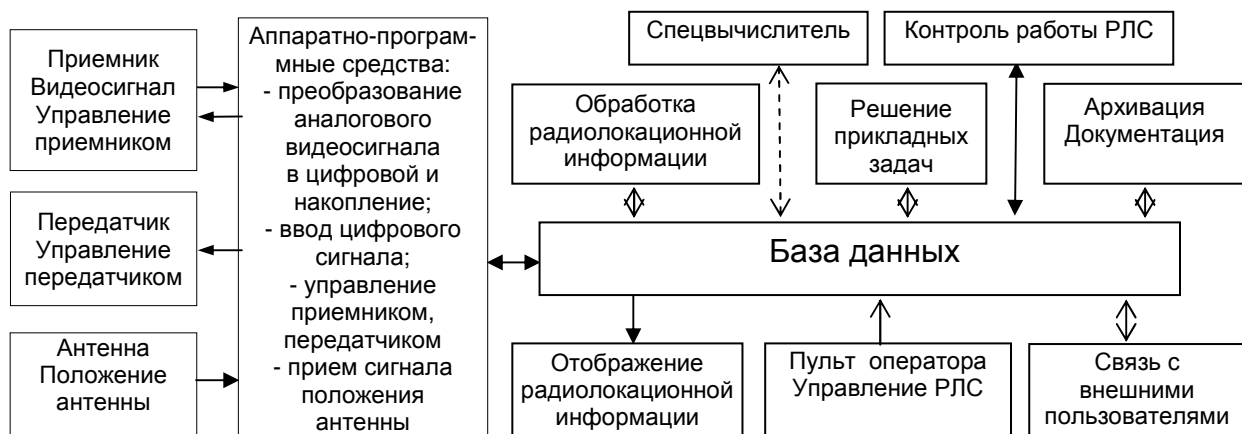 Приемник
Видеосигнал
Управление
приемником
Передатчик
Управление
передатчиком
Антенна
Положение
антенны
Аппаратно-програм-
мные средства:
- преобразование
аналогового
видеосигнала
в цифровой и
накопление;
- ввод цифрового
сигнала;
- управление
приемником,
передатчиком
- прием сигнала
положения
антенны
Спецвычислитель
Контроль работы РЛС
Обработка
радиолокационной
информации
Решение
прикладных
задач
Архивация
Документация
База данных
Отображение
радиолокационной
информации
Пульт оператора
Управление РЛС
Связь с
внешними
пользователями